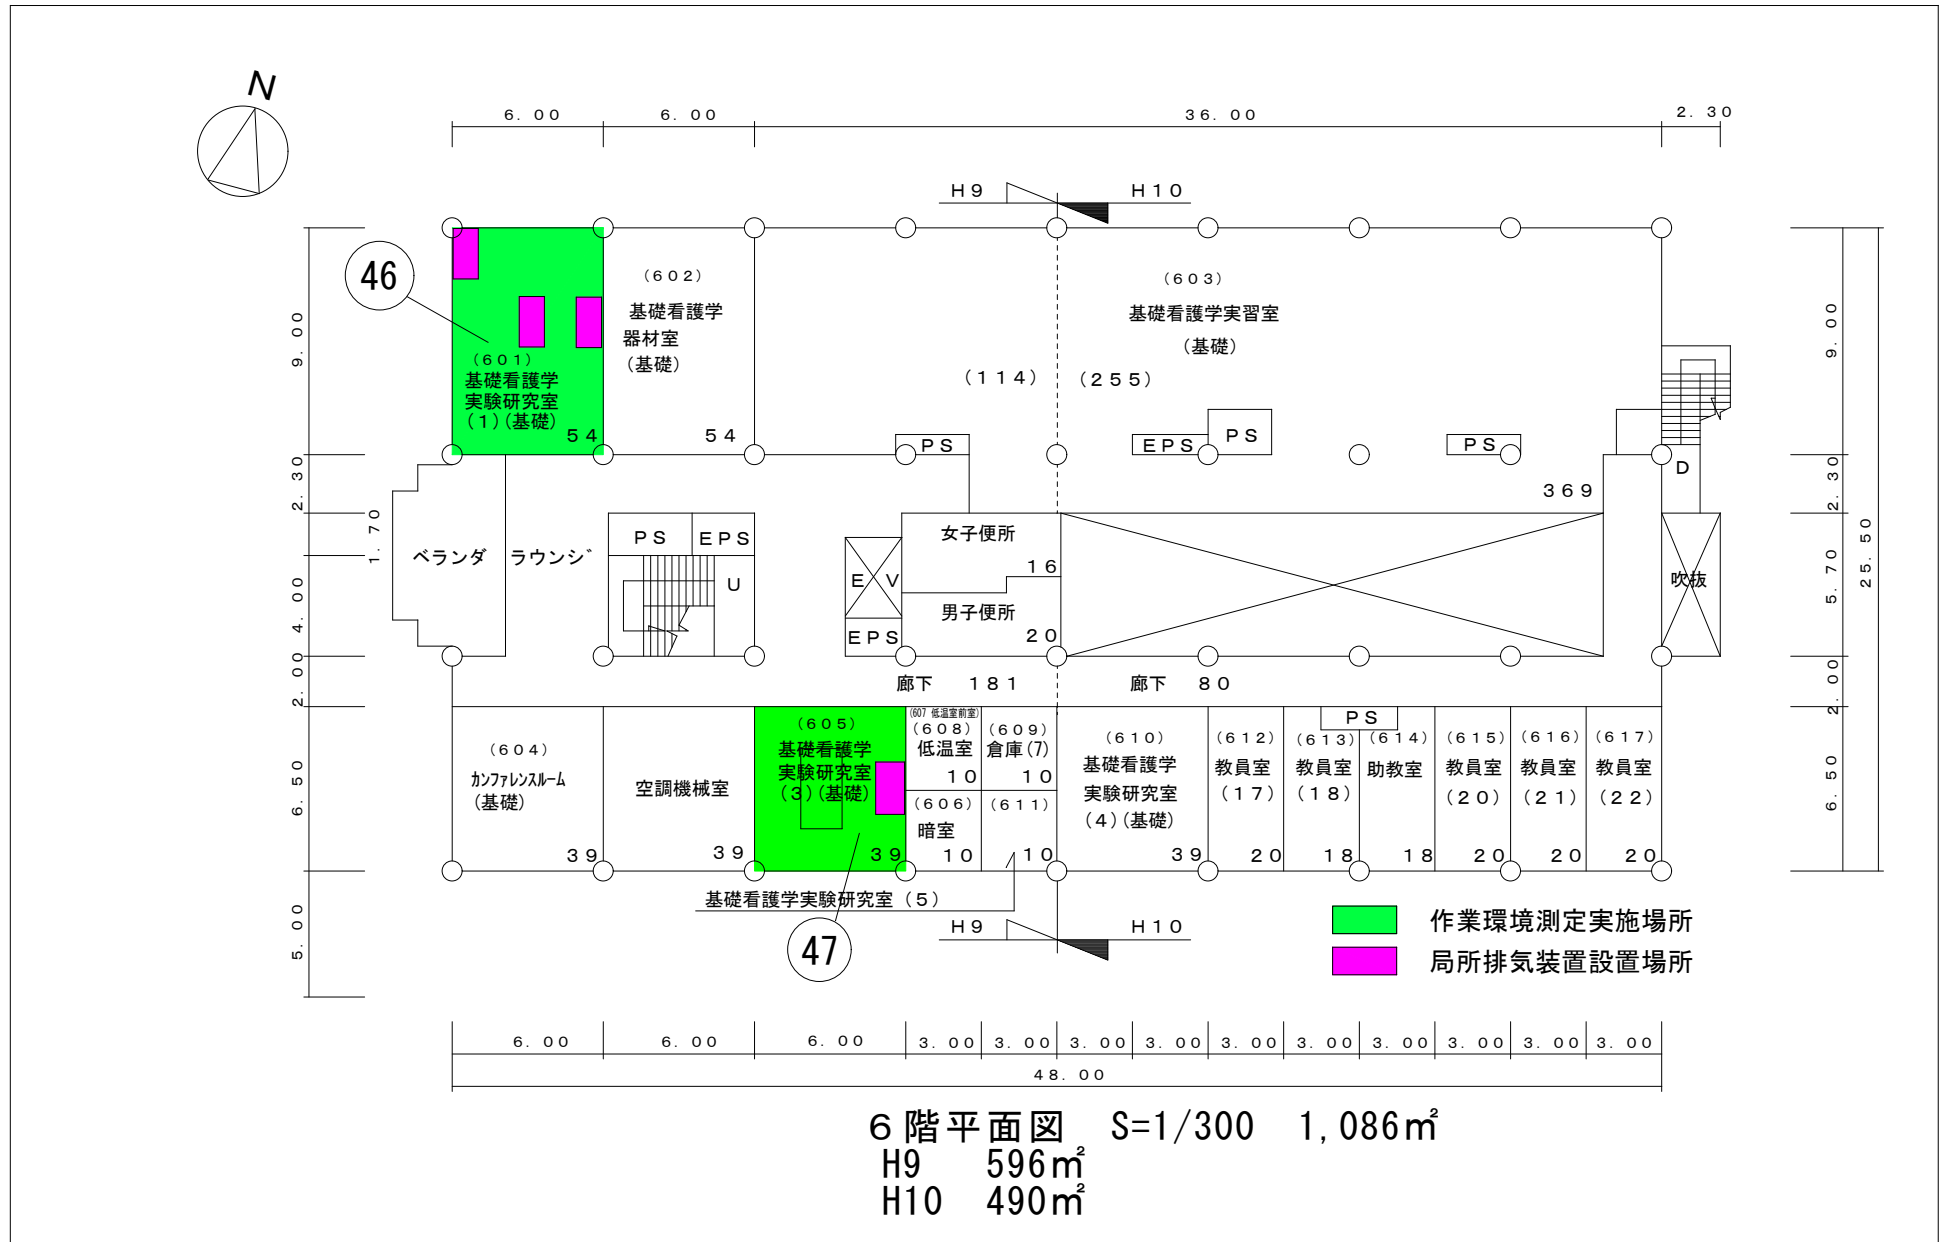 N
6.00
6.00
36.00
2.30
H9
H10
46
(601)
基礎看護学
実験研究室
(1)(基礎)
54
(602)
基礎看護学
器材室
(基礎)
54
(603)
基礎看護学実習室
(基礎)
(114)
(255)
PS
EPS
PS
PS
369
D
9.00
2.30
1.70
4.00
2.00
6.50
5.00
9.00
2.30
5.70
2.00
6.50
25.50
ベランダ
ラウンジ
PS
EPS
U
EV
EPS
女子便所
16
男子便所
20
吹抜
廊下 181
廊下 80
(604)
カンファレンスルーム
(基礎)
39
空調機械室
39
(605)
基礎看護学
実験研究室
(3)(基礎)
39
(607 低温室前室)
(608)
低温室
10
(609)
倉庫(7)
10
(606)
暗室
10
(611)
10
(610)
基礎看護学
実験研究室
(4)(基礎)
39
(612)
教員室
(17)
20
(613)
教員室
(18)
18
PS
(614)
助教室
18
(615)
教員室
(20)
20
(616)
教員室
(21)
20
(617)
教員室
(22)
20
基礎看護学実験研究室(5)
47
H9
H10
作業環境測定実施場所
局所排気装置設置場所
6.00
6.00
6.00
3.00
3.00
3.00
3.00
3.00
3.00
3.00
3.00
3.00
3.00
48.00
6階平面図 S=1/300 1,086㎡
H9 596㎡
H10 490㎡